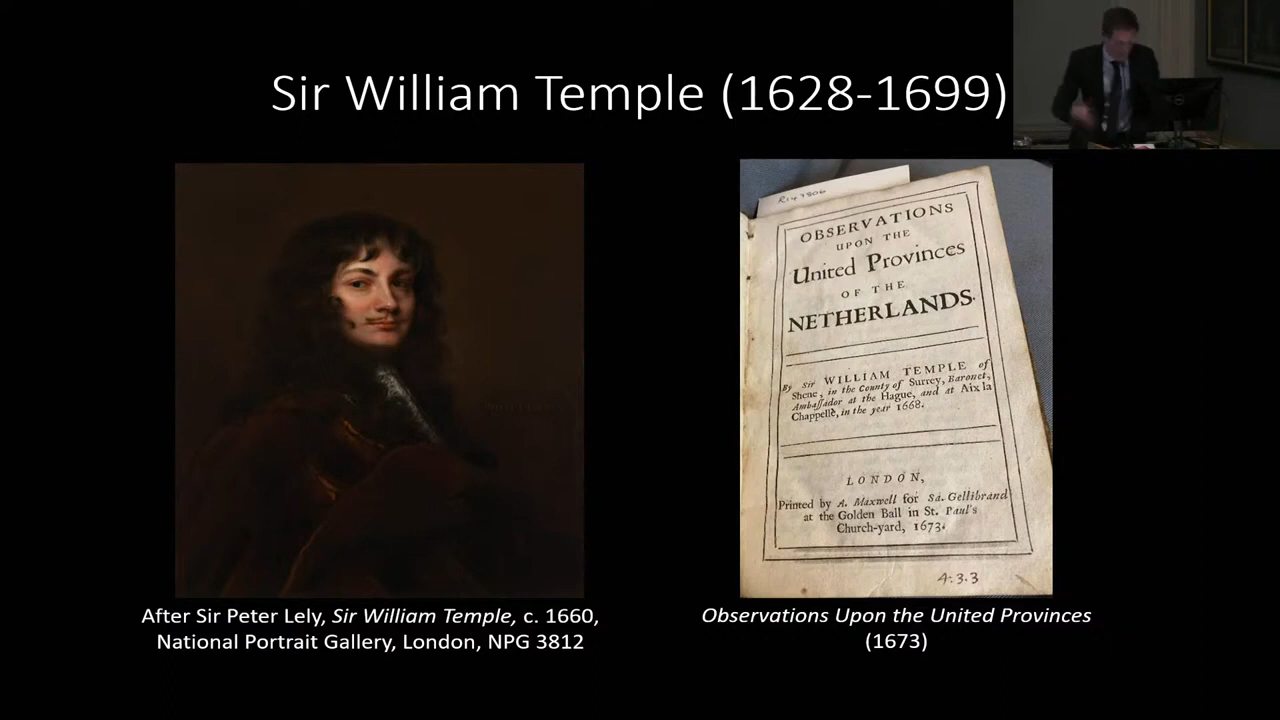 Sir William Temple (1628-1699)
R147806
OBSERVATIONS
UPON THE
United Provinces
OF THE
NETHERLANDS.
By Sir WILLIAM TEMPLE of
Shene, in the County of Surrey, Baronet,
Ambaſſador at the Hague, and at Aix la
Chappellè, in the year 1668.
LONDON,
Printed by A. Maxwell for Sa. Gellibrand
at the Golden Ball in St. Paul's
Church-yard, 1673.
4.3.3
After Sir Peter Lely, Sir William Temple, c. 1660,
National Portrait Gallery, London, NPG 3812
Observations Upon the United Provinces
(1673)